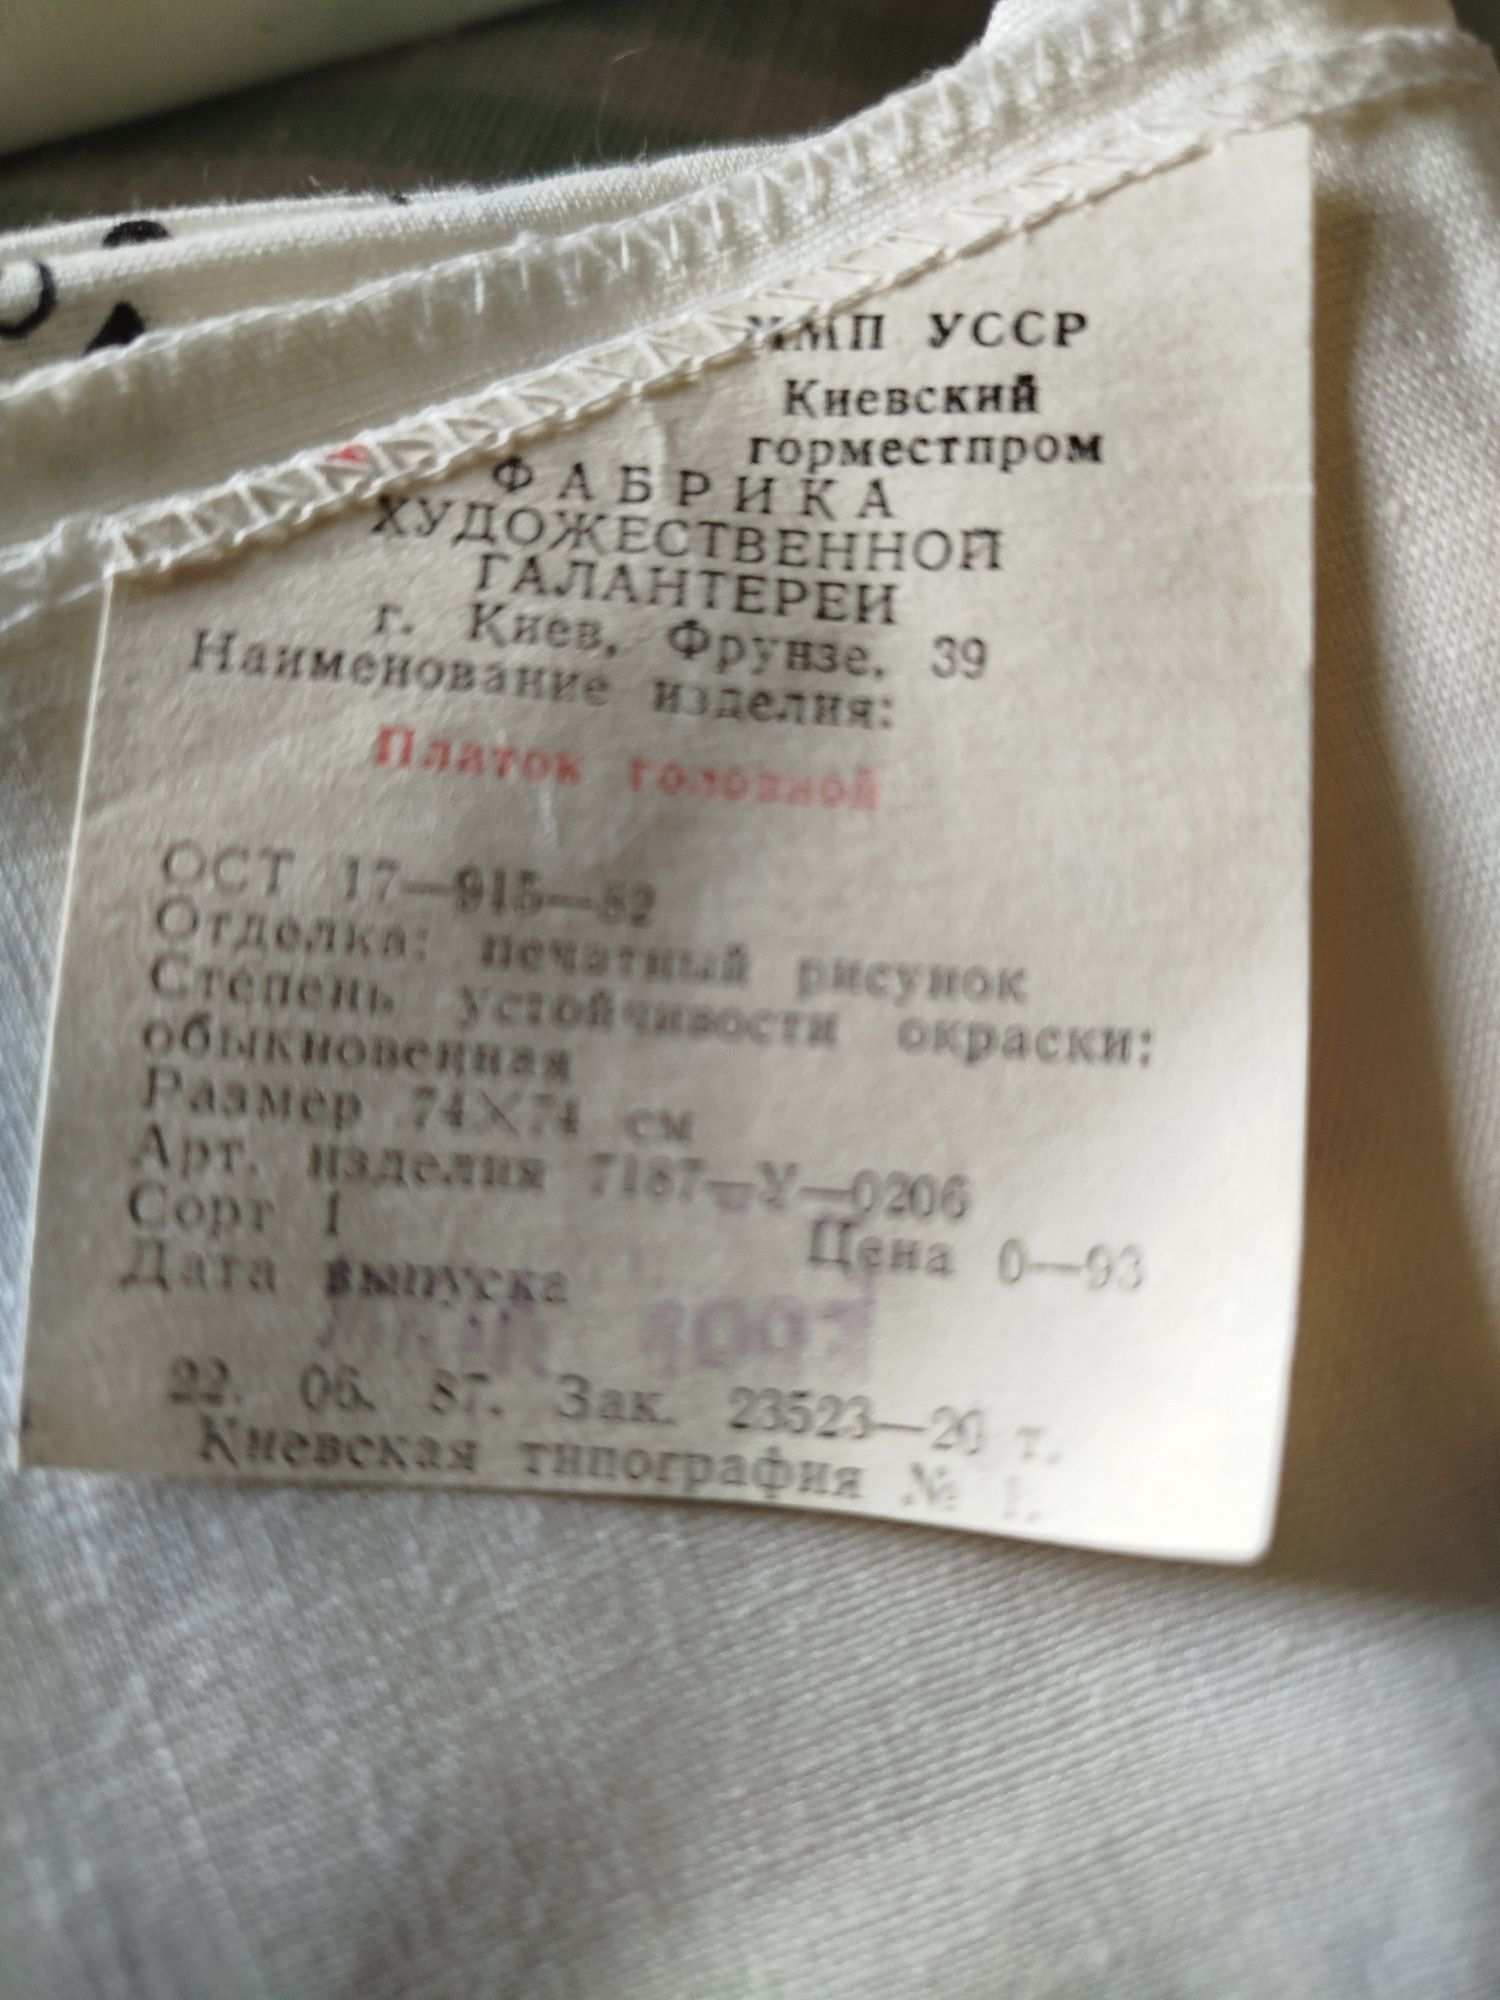 ММП УССР
Киевский
горместпром
ФАБРИКА
ХУДОЖЕСТВЕННОЙ
ГАЛАНТЕРЕИ
г. Киев, Фрунзе, 39
Наименование изделия:
Платок головной
ОСТ 17—915—82
Отделка: печатный рисунок
Степень устойчивости окраски:
обыкновенная
Размер 74×74 см
Арт. изделия 7187—У—0206
Сорт 1
Цена 0—93
Дата выпуска
22. 06. 87. Зак. 23523—20 т.
Киевская типография № 1.